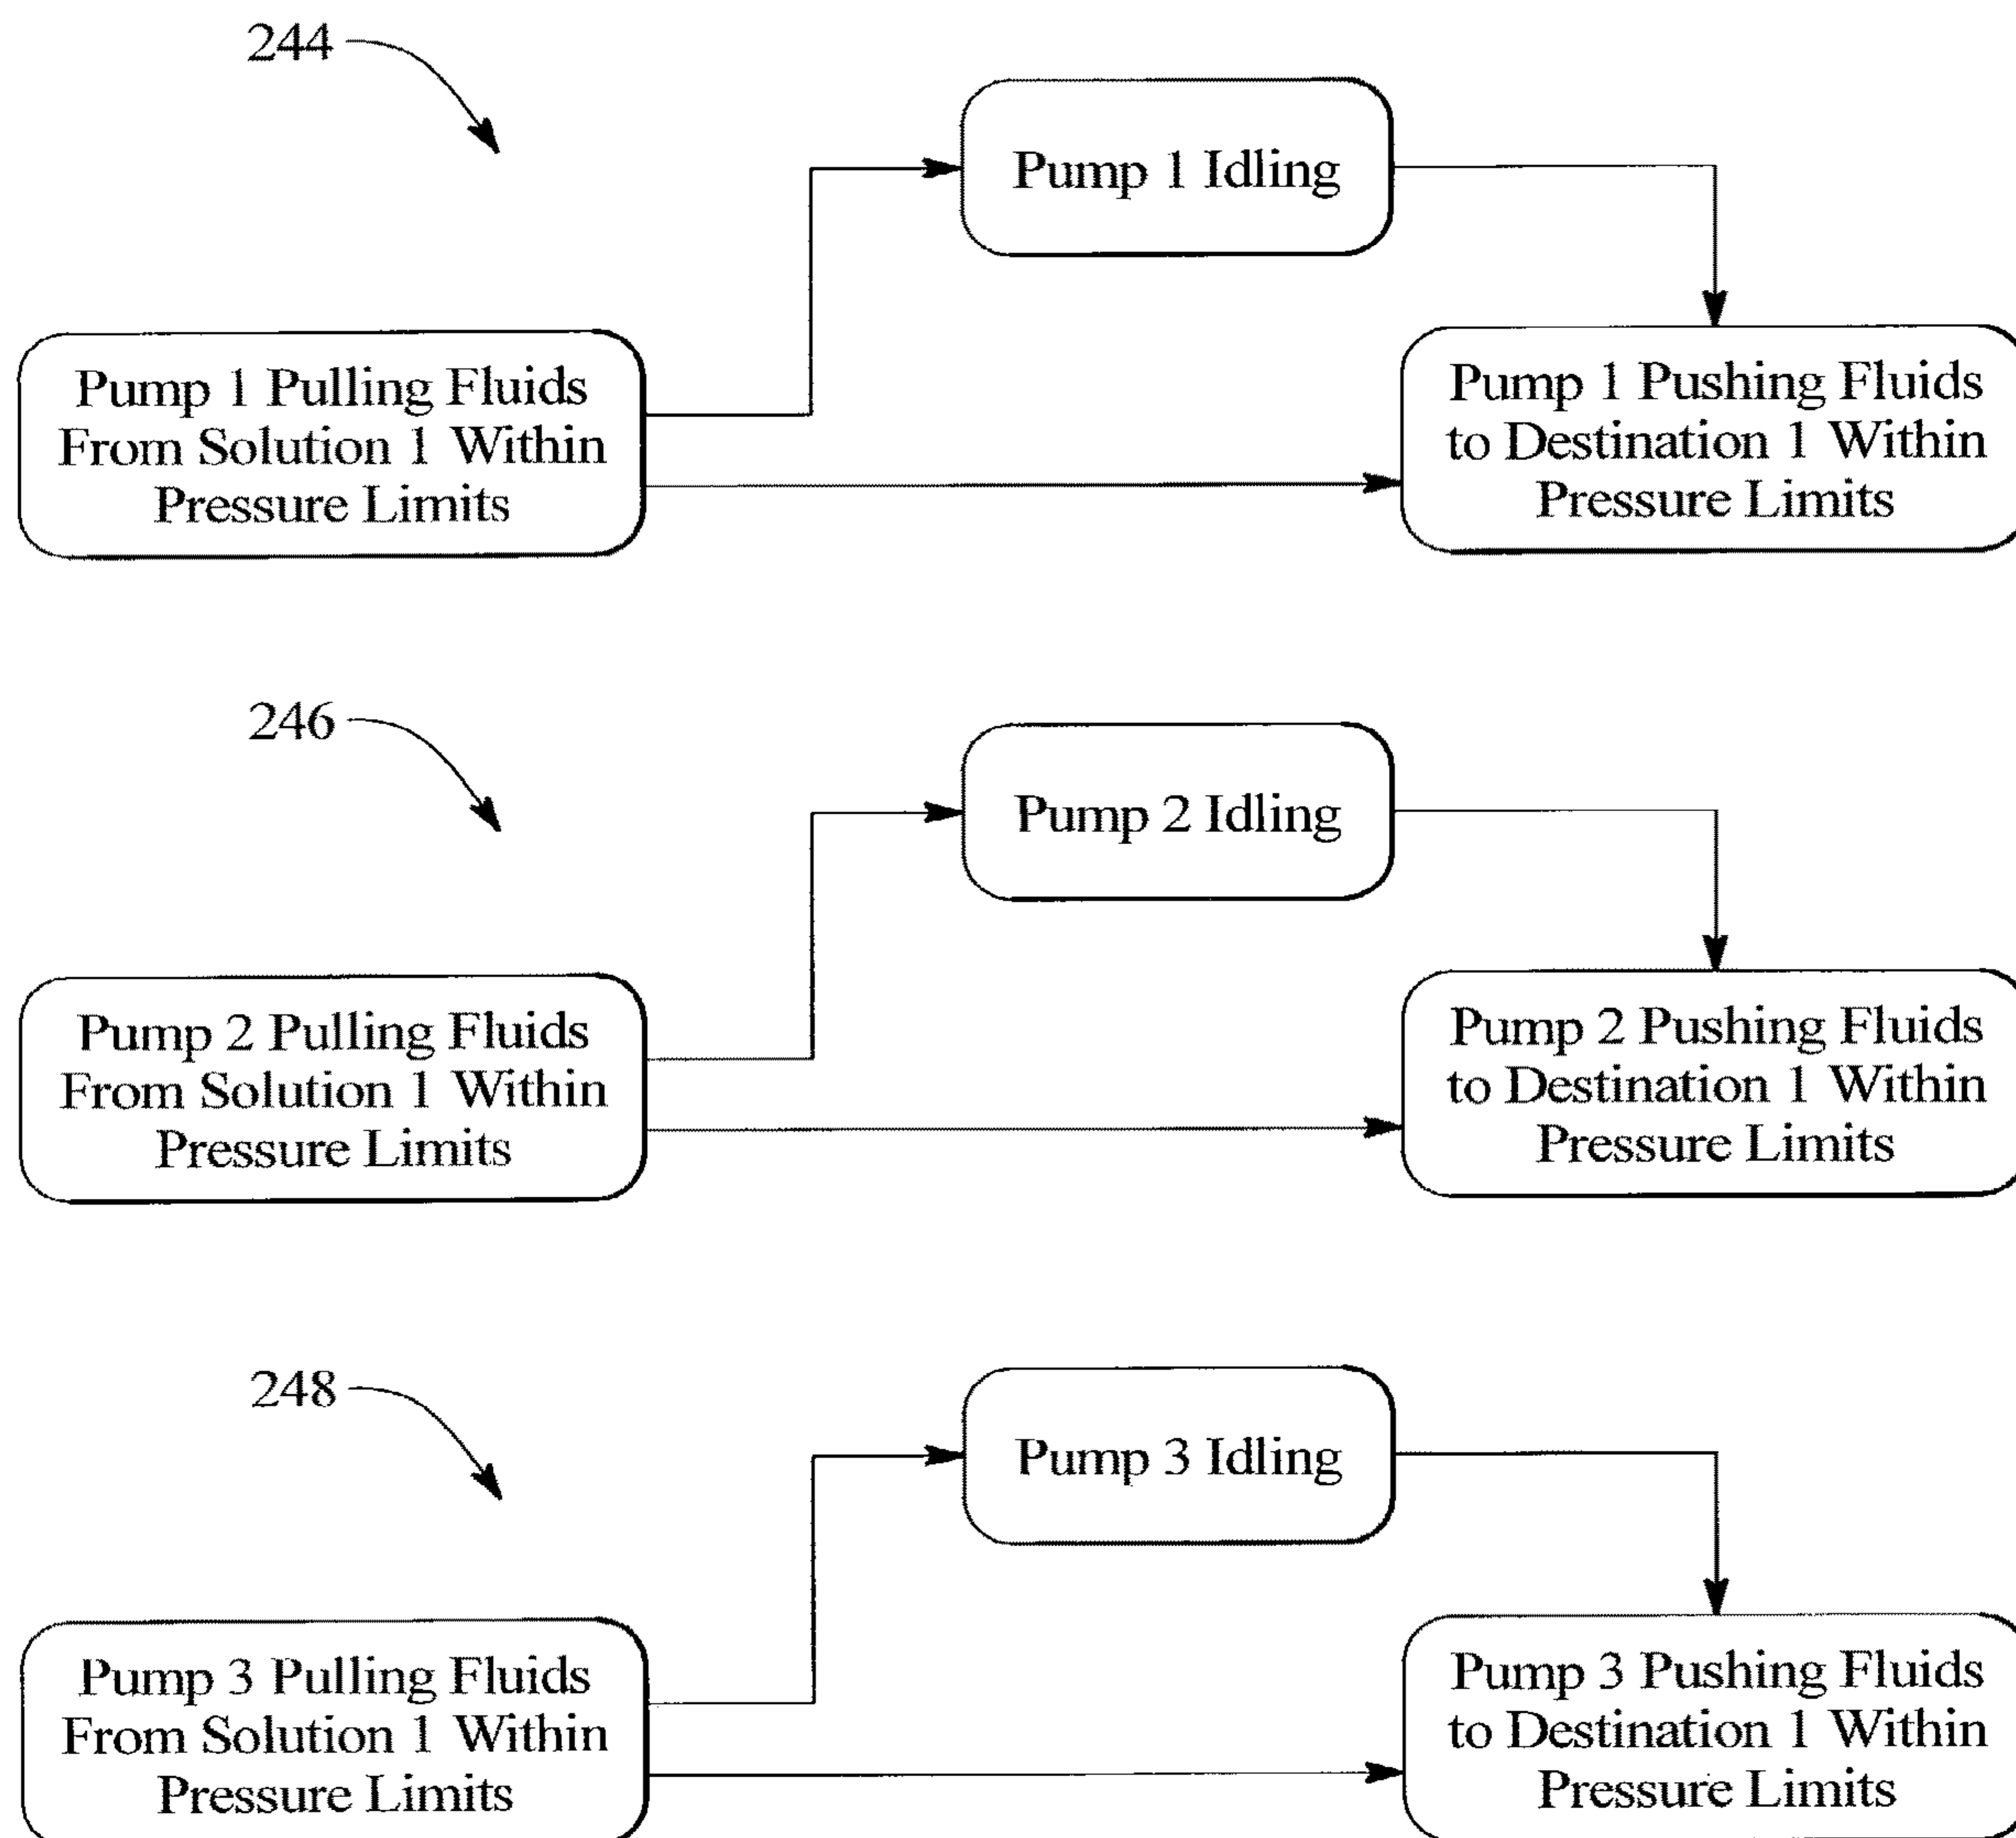 244
Pump 1 Idling
Pump 1 Pulling Fluids
From Solution 1 Within
Pressure Limits
Pump 1 Pushing Fluids
to Destination 1 Within
Pressure Limits
246
Pump 2 Idling
Pump 2 Pulling Fluids
From Solution 1 Within
Pressure Limits
Pump 2 Pushing Fluids
to Destination 1 Within
Pressure Limits
248
Pump 3 Idling
Pump 3 Pulling Fluids
From Solution 1 Within
Pressure Limits
Pump 3 Pushing Fluids
to Destination 1 Within
Pressure Limits